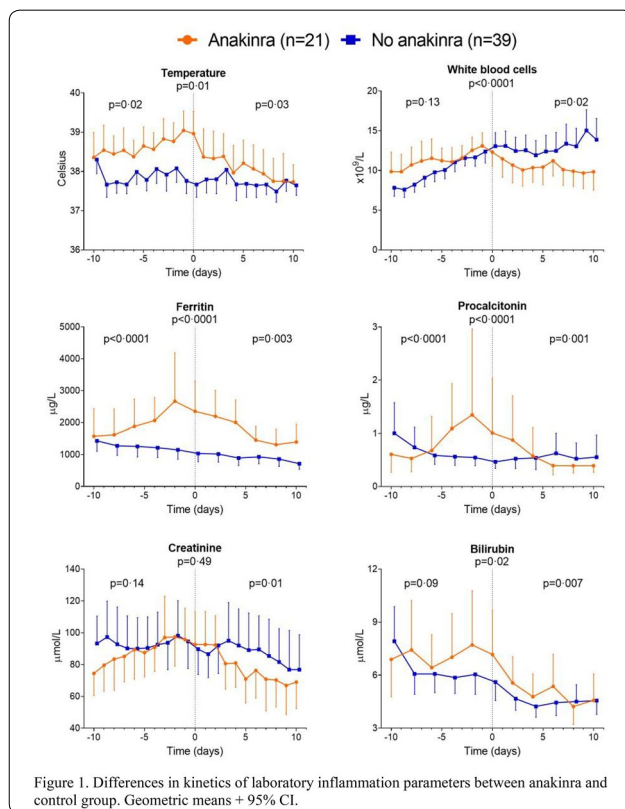 Anakinra (n=21) No anakinra (n=39)
Temperature
p=0·01
p=0·02 p=0·03
Celsius
40
39
38
37
36
-10 -5 0 5 10
Time (days)
White blood cells
p<0·0001
p=0·13 p=0·02
x10⁹/L
20
15
10
5
0
-10 -5 0 5 10
Time (days)
Ferritin
p<0·0001
p<0·0001 p=0·003
µg/L
5000
4000
3000
2000
1000
0
-10 -5 0 5 10
Time (days)
Procalcitonin
p<0·0001
p<0·0001 p=0·001
µg/L
3
2
1
0
-10 -5 0 5 10
Time (days)
Creatinine
p=0·49
p=0·14 p=0·01
µmol/L
140
120
100
80
60
40
-10 -5 0 5 10
Time (days)
Bilirubin
p=0·02
p=0·09 p=0·007
µmol/L
12
9
6
3
-10 -5 0 5 10
Time (days)
Figure 1. Differences in kinetics of laboratory inflammation parameters between anakinra and
control group. Geometric means + 95% CI.